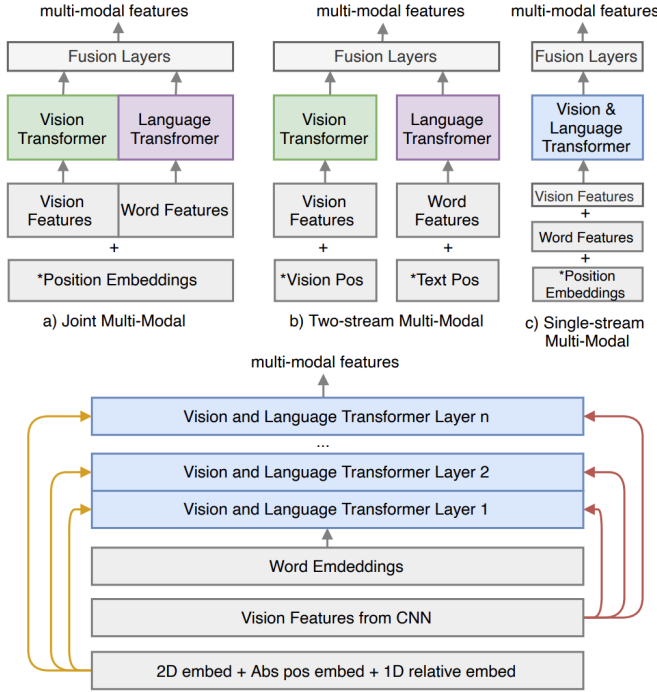 multi-modal features
multi-modal features
multi-modal features
Fusion Layers
Fusion Layers
Fusion Layers
Vision
Transformer
Language
Transfromer
Vision
Transformer
Language
Transfromer
Vision &
Language
Transformer
Vision
Features
Word Features
Vision
Features
Word
Features
Vision Features
+
Word Features
+
+
+
+
*Position Embeddings
*Vision Pos
*Text Pos
*Position
Embeddings
a) Joint Multi-Modal
b) Two-stream Multi-Modal
c) Single-stream
Multi-Modal
multi-modal features
Vision and Language Transformer Layer n
...
Vision and Language Transformer Layer 2
Vision and Language Transformer Layer 1
Word Emdeddings
Vision Features from CNN
2D embed + Abs pos embed + 1D relative embed